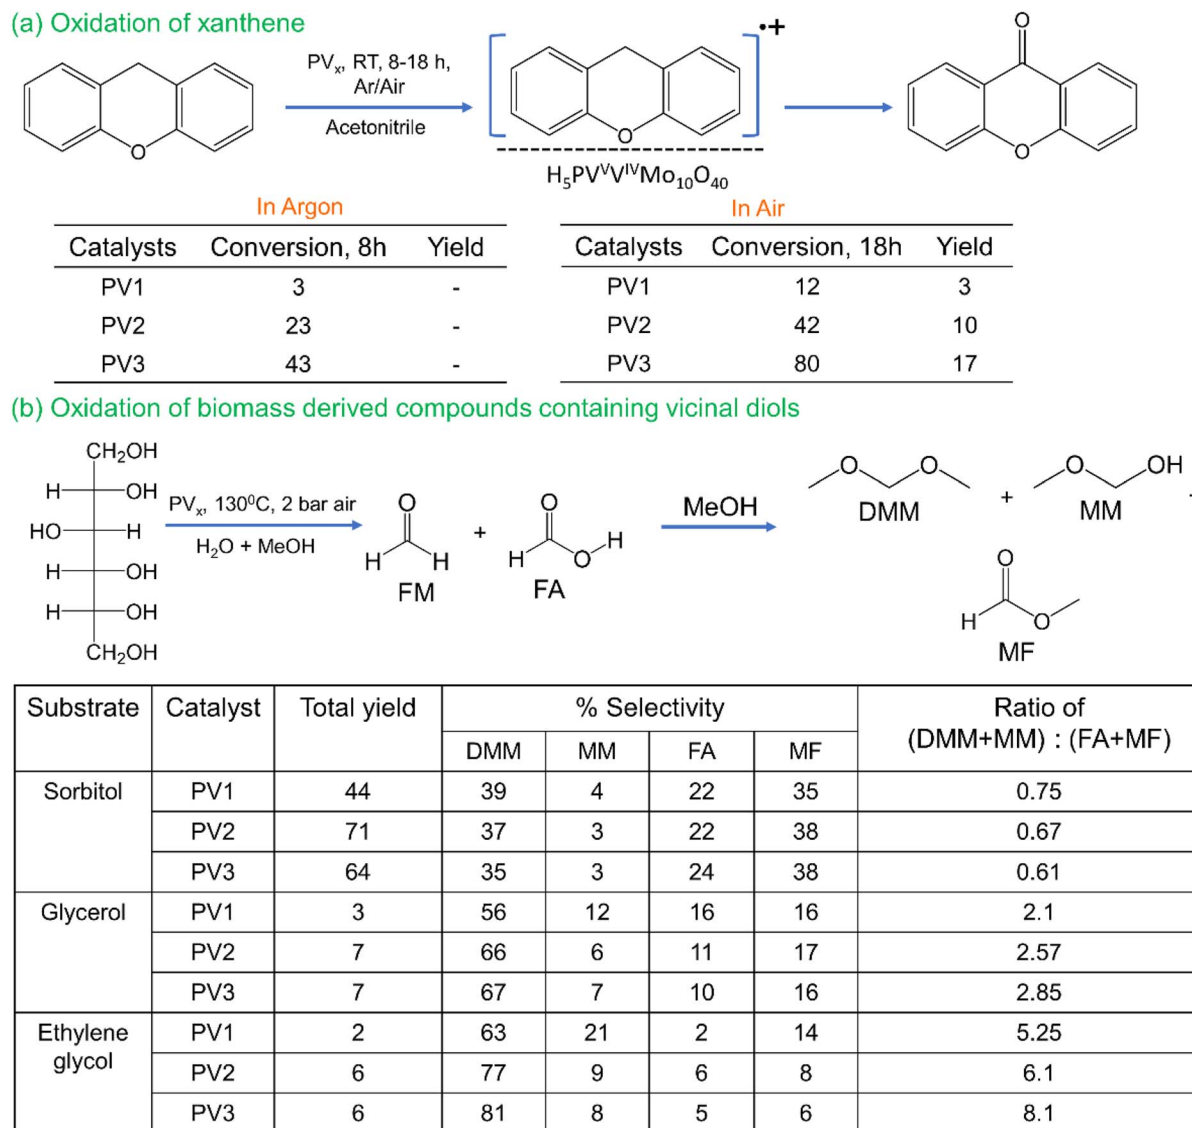 (a) Oxidation of xanthene
PVx, RT, 8-18 h,
Ar/Air
Acetonitrile
O
•+
O
H5PV^V V^IV Mo10O40
O
O
In Argon
Catalysts Conversion, 8h Yield
PV1 3 -
PV2 23 -
PV3 43 -
In Air
Catalysts Conversion, 18h Yield
PV1 12 3
PV2 42 10
PV3 80 17
(b) Oxidation of biomass derived compounds containing vicinal diols
CH2OH
H OH
HO H
H OH
H OH
CH2OH
PVx, 130⁰C, 2 bar air
H2O + MeOH
O
H H
FM
+
O
H O H
FA
MeOH
O O
DMM
+
O OH
MM
+
O
H O
MF
Substrate Catalyst Total yield % Selectivity Ratio of
(DMM+MM) : (FA+MF)
DMM MM FA MF
Sorbitol PV1 44 39 4 22 35 0.75
PV2 71 37 3 22 38 0.67
PV3 64 35 3 24 38 0.61
Glycerol PV1 3 56 12 16 16 2.1
PV2 7 66 6 11 17 2.57
PV3 7 67 7 10 16 2.85
Ethylene
glycol PV1 2 63 21 2 14 5.25
PV2 6 77 9 6 8 6.1
PV3 6 81 8 5 6 8.1